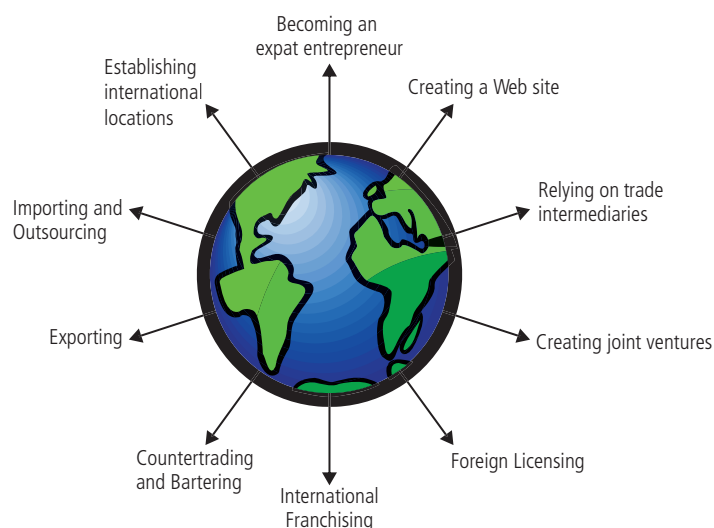 Becoming an
expat entrepreneur
Creating a Web site
Relying on trade
intermediaries
Creating joint ventures
Foreign Licensing
International
Franchising
Countertrading
and Bartering
Exporting
Importing and
Outsourcing
Establishing
international
locations